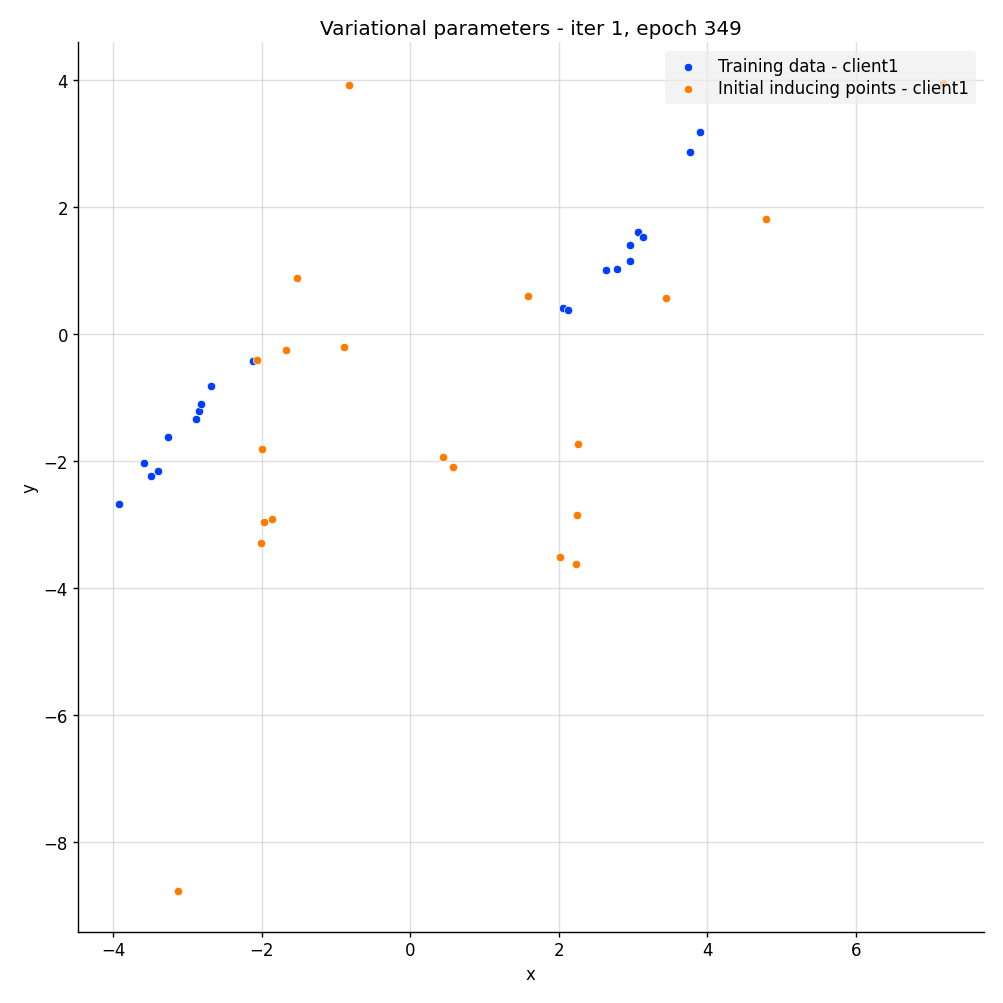 Variational parameters - iter 1, epoch 349
Training data - client1
Initial inducing points - client1
4
2
0
−2
−4
−6
−8
y
−4 −2 0 2 4 6
x